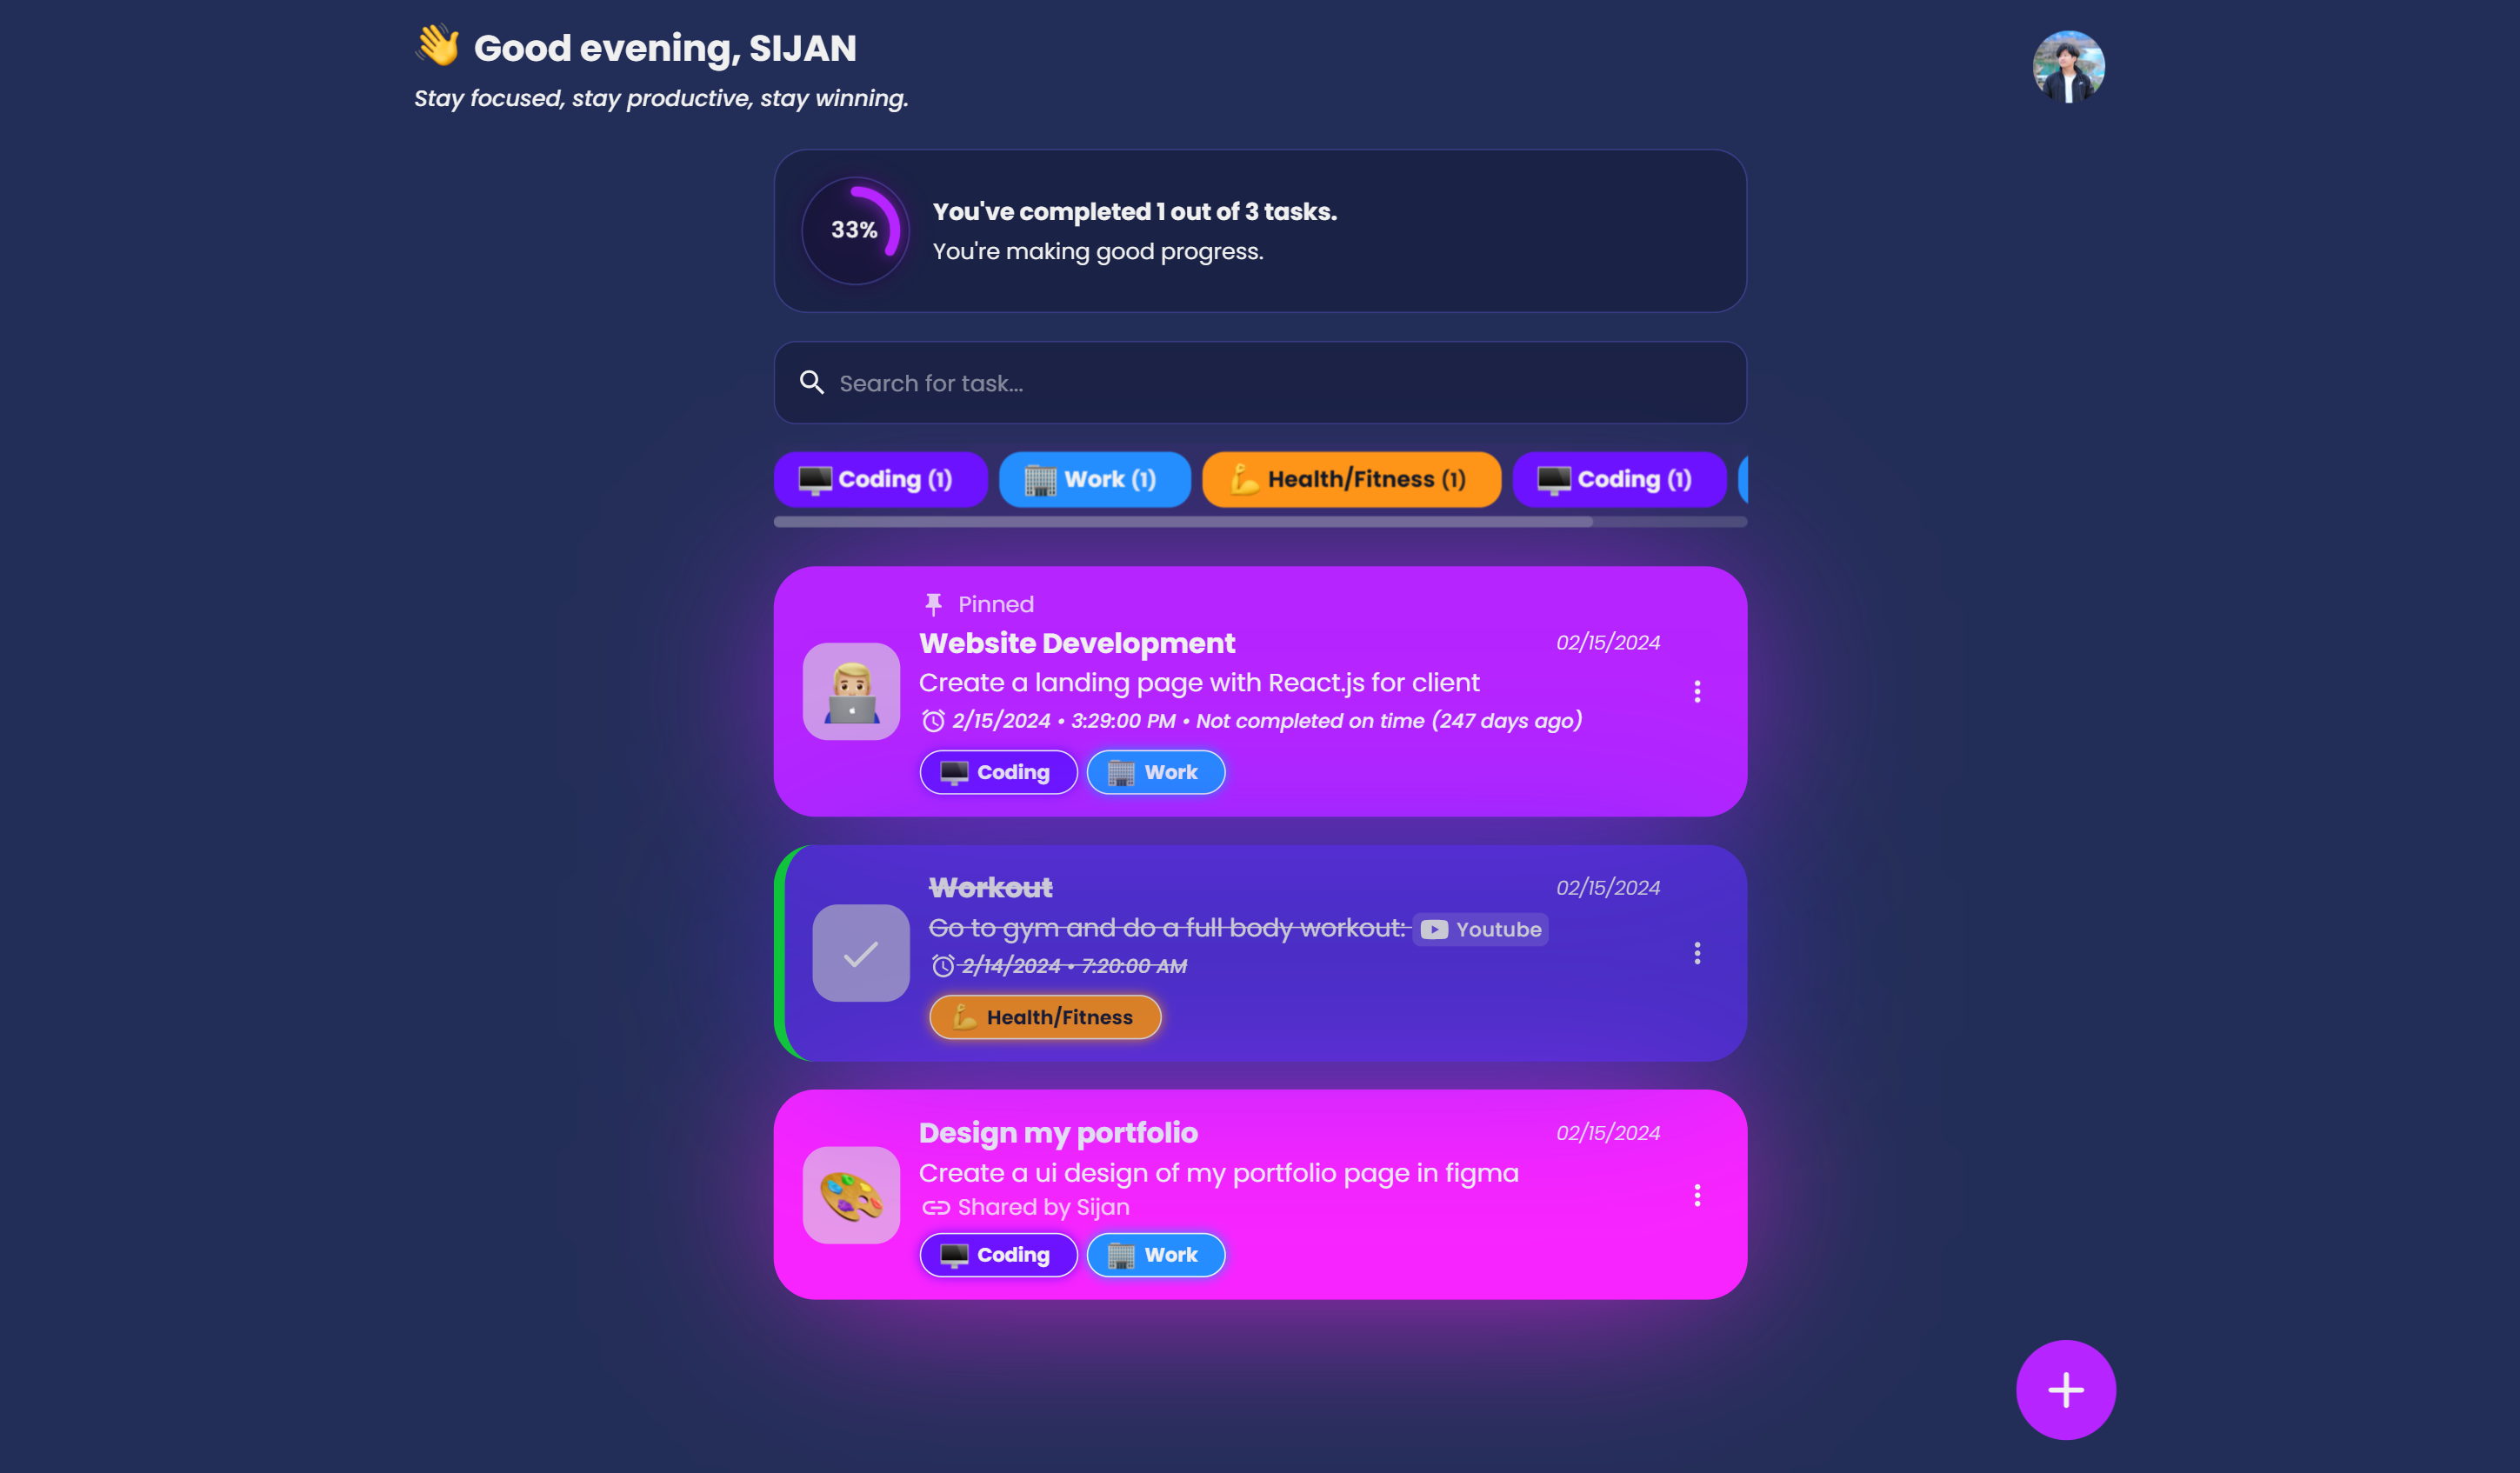 Good evening, SIJAN
Stay focused, stay productive, stay winning.
33%
You've completed 1 out of 3 tasks.
You're making good progress.
Search for task...
Coding (1)
Work (1)
Health/Fitness (1)
Coding (1)
Pinned
Website Development
02/15/2024
Create a landing page with React.js for client
2/15/2024 • 3:29:00 PM • Not completed on time (247 days ago)
Coding
Work
Workout
02/15/2024
Go to gym and do a full body workout: Youtube
2/14/2024 • 7:20:00 AM
Health/Fitness
Design my portfolio
02/15/2024
Create a ui design of my portfolio page in figma
Shared by Sijan
Coding
Work